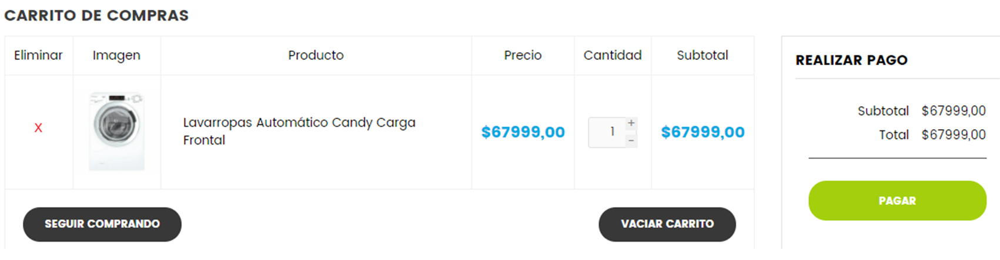 CARRITO DE COMPRAS
Eliminar Imagen Producto Precio Cantidad Subtotal
X Lavarropas Automático Candy Carga
Frontal $67999,00 1 + - $67999,00
SEGUIR COMPRANDO VACIAR CARRITO
REALIZAR PAGO
Subtotal $67999,00
Total $67999,00
PAGAR